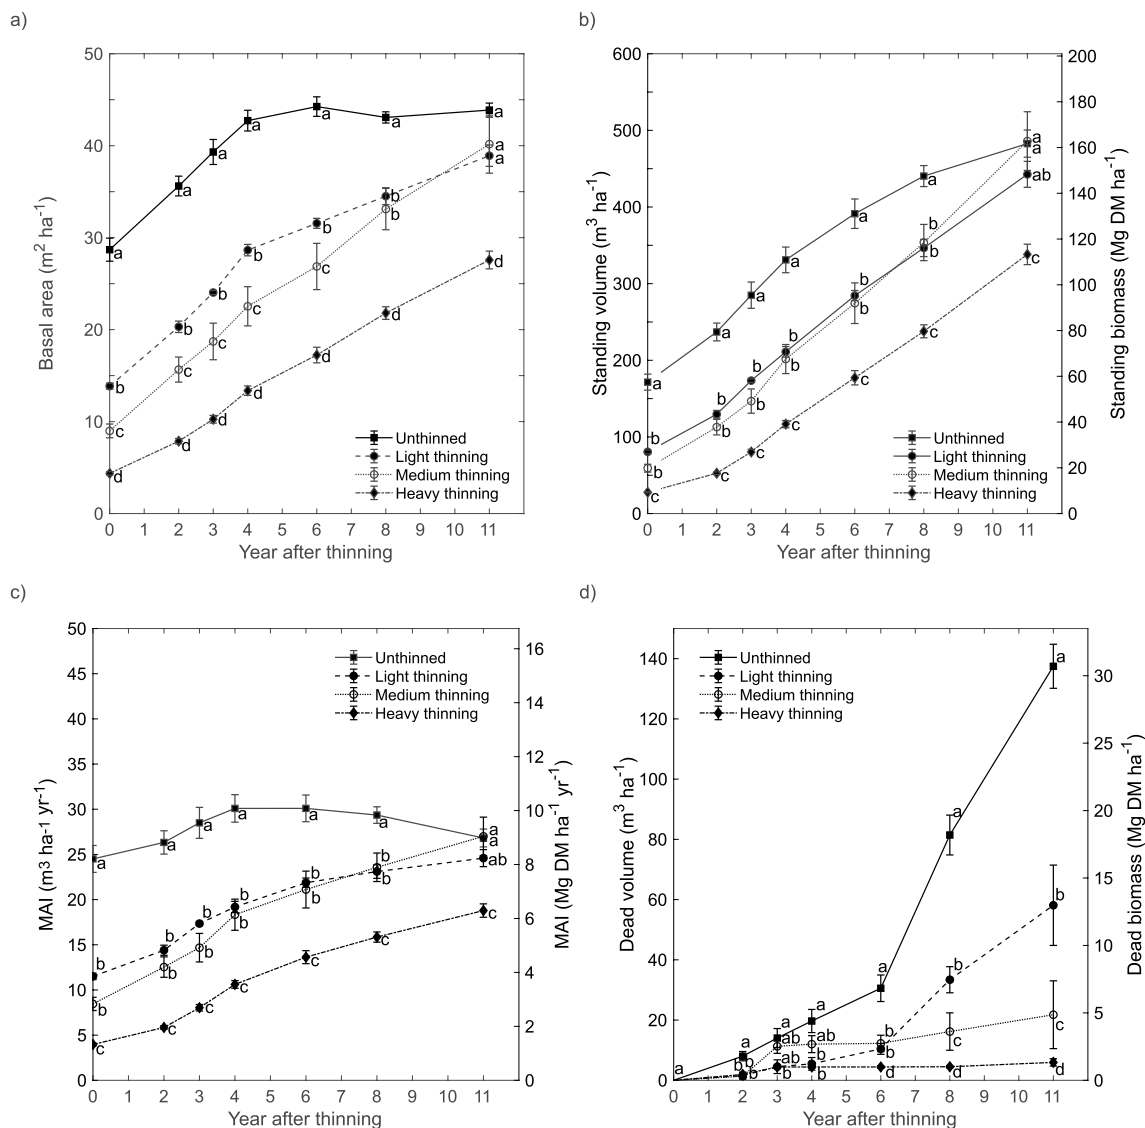 a)
50
40
30
20
10
0
Basal area (m² ha⁻¹)
a
a
a
a
a
a
a
b
b
b
b
b
b
a
c
c
c
c
c
b
a
d
d
d
d
d
d
d
Unthinned
Light thinning
Medium thinning
Heavy thinning
0 1 2 3 4 5 6 7 8 9 10 11
Year after thinning
b)
600
500
400
300
200
100
0
Standing volume (m³ ha⁻¹)
200
180
160
140
120
100
80
60
40
20
0
Standing biomass (Mg DM ha⁻¹)
a
a
a
a
a
a
a
b
b
b
b
b
b
ab
b
b
b
b
b
b
a
c
c
c
c
c
c
c
Unthinned
Light thinning
Medium thinning
Heavy thinning
0 1 2 3 4 5 6 7 8 9 10 11
Year after thinning
c)
50
45
40
35
30
25
20
15
10
5
0
MAI (m³ ha⁻¹ yr⁻¹)
16
14
12
10
8
6
4
2
0
MAI (Mg DM ha⁻¹ yr⁻¹)
Unthinned
Light thinning
Medium thinning
Heavy thinning
a
a
a
a
a
a
a
b
b
b
b
b
b
ab
b
b
b
b
b
b
a
c
c
c
c
c
c
c
0 1 2 3 4 5 6 7 8 9 10 11
Year after thinning
d)
140
120
100
80
60
40
20
0
Dead volume (m³ ha⁻¹)
30
25
20
15
10
5
0
Dead biomass (Mg DM ha⁻¹)
Unthinned
Light thinning
Medium thinning
Heavy thinning
a
a
a
a
a
a
a
b
b
b
b
ab
ab
b
b
b
b
b
c
c
b
b
d
d
d
0 1 2 3 4 5 6 7 8 9 10 11
Year after thinning